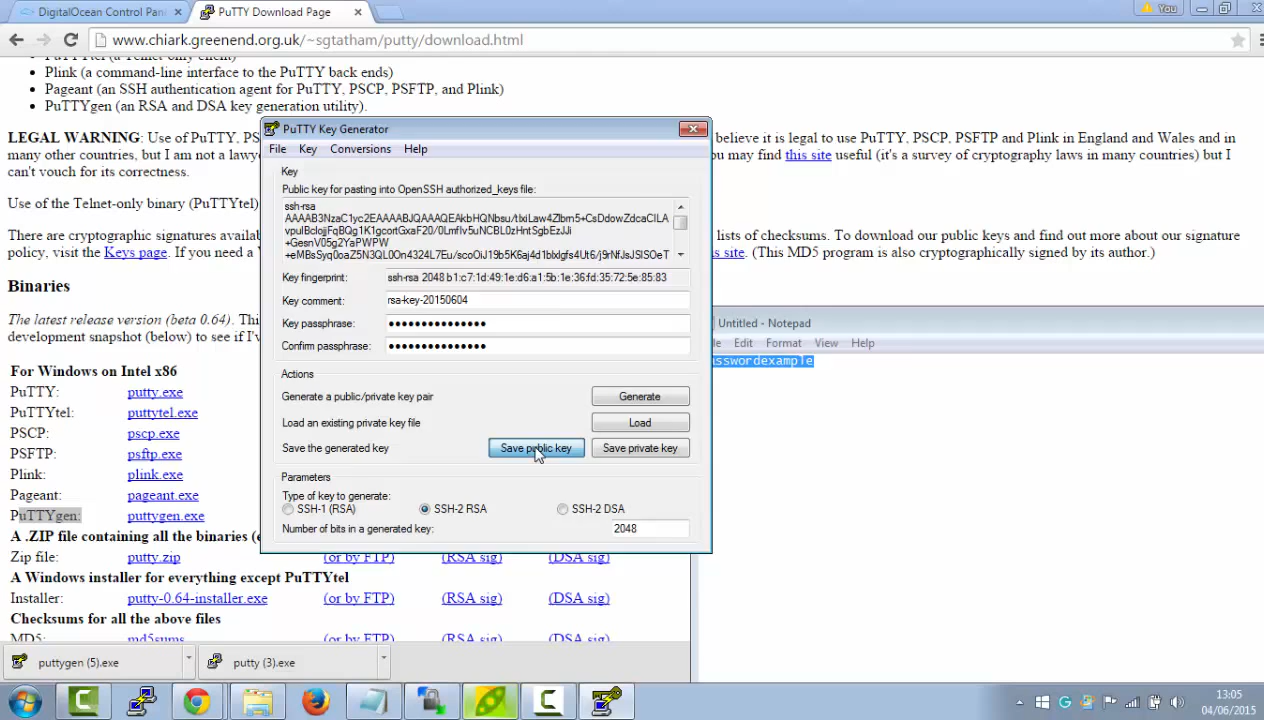 DigitalOcean Control Pan
PuTTY Download Page
You
www.chiark.greenend.org.uk/~sgtatham/putty/download.html
Plink (a command-line interface to the PuTTY back ends)
Pageant (an SSH authentication agent for PuTTY, PSCP, PSFTP, and Plink)
PuTTYgen (an RSA and DSA key generation utility).
LEGAL WARNING: Use of PuTTY, PS believe it is legal to use PuTTY, PSCP, PSFTP and Plink in England and Wales and in
many other countries, but I am not a lawye ou may find this site useful (it's a survey of cryptography laws in many countries) but I
can't vouch for its correctness.
Use of the Telnet-only binary (PuTTYtel)
There are cryptographic signatures availa lists of checksums. To download our public keys and find out more about our signature
policy, visit the Keys page. If you need a is site. (This MD5 program is also cryptographically signed by its author.)
Binaries
The latest release version (beta 0.64). Thi
development snapshot (below) to see if I'v
For Windows on Intel x86
PuTTY: putty.exe
PuTTYtel: puttytel.exe
PSCP: pscp.exe
PSFTP: psftp.exe
Plink: plink.exe
Pageant: pageant.exe
PuTTYgen: puttygen.exe
A .ZIP file containing all the binaries (e
Zip file: putty.zip (or by FTP) (RSA sig) (DSA sig)
A Windows installer for everything except PuTTYtel
Installer: putty-0.64-installer.exe (or by FTP) (RSA sig) (DSA sig)
Checksums for all the above files
MD5: md5sums (or by FTP) (RSA sig) (DSA sig)
PuTTY Key Generator
File Key Conversions Help
Key
Public key for pasting into OpenSSH authorized_keys file:
ssh-rsa
+GesnV05g2YaPWPW
Key fingerprint: ssh-rsa 2048 b1:c7:1d:49:1e:d6:a1:5b:1e:36:fd:35:72:5e:85:83
Key comment: rsa-key-20150604
Key passphrase: •••••••••••••••
Confirm passphrase: •••••••••••••••
Actions
Generate a public/private key pair Generate
Load an existing private key file Load
Save the generated key Save public key Save private key
Parameters
Type of key to generate:
SSH-1 (RSA) SSH-2 RSA SSH-2 DSA
Number of bits in a generated key: 2048
Untitled - Notepad
le Edit Format View Help
asswordexample
puttygen (5).exe
putty (3).exe
13:05
04/06/2015